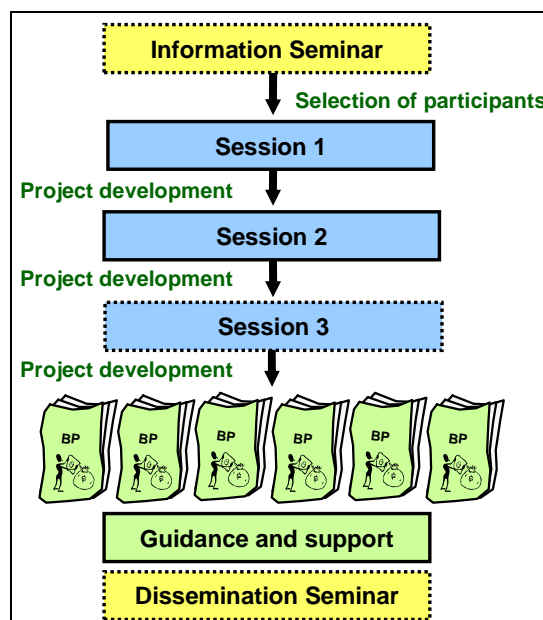 Information Seminar
Selection of participants
Session 1
Project development
Session 2
Project development
Session 3
Project development
BP BP BP BP BP BP
Guidance and support
Dissemination Seminar